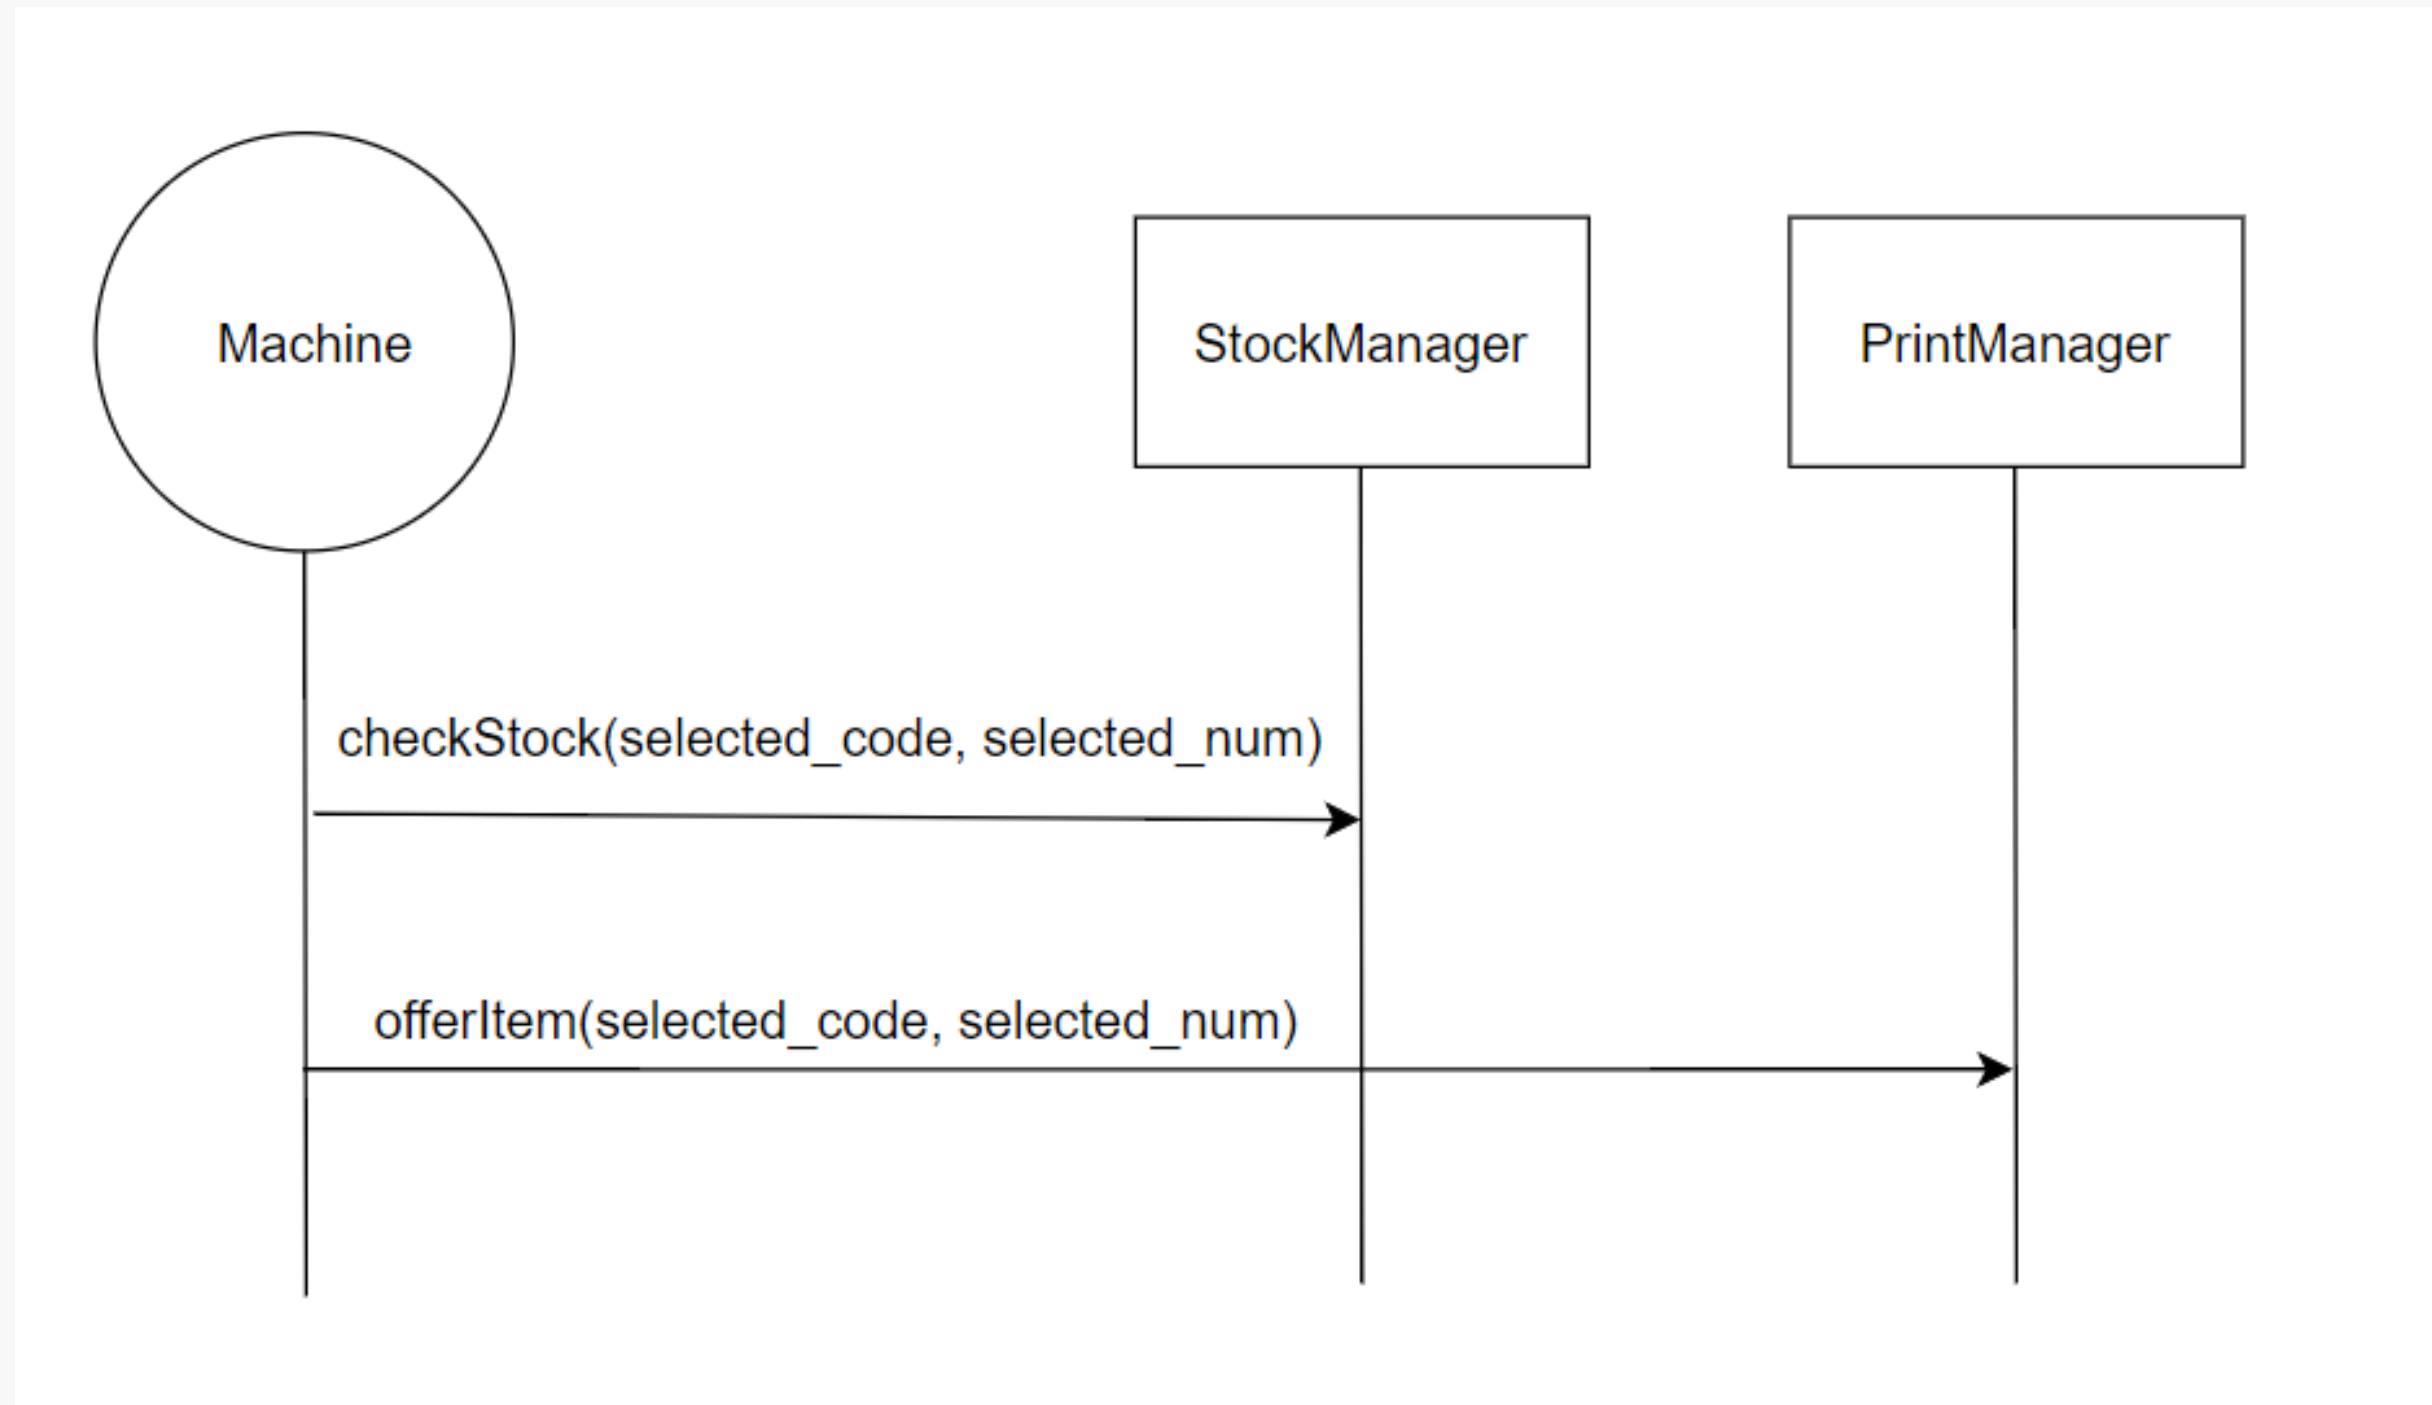 Machine
StockManager
PrintManager
checkStock(selected_code, selected_num)
offerItem(selected_code, selected_num)